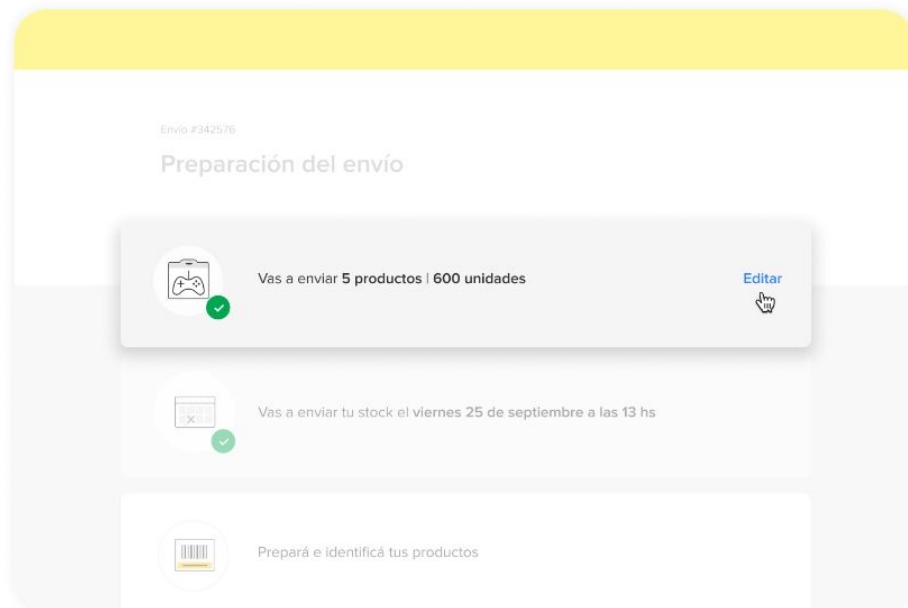 Envío #342576
Preparación del envío
Vas a enviar 5 productos | 600 unidades
Editar
Vas a enviar tu stock el viernes 25 de septiembre a las 13 hs
Prepará e identificá tus productos